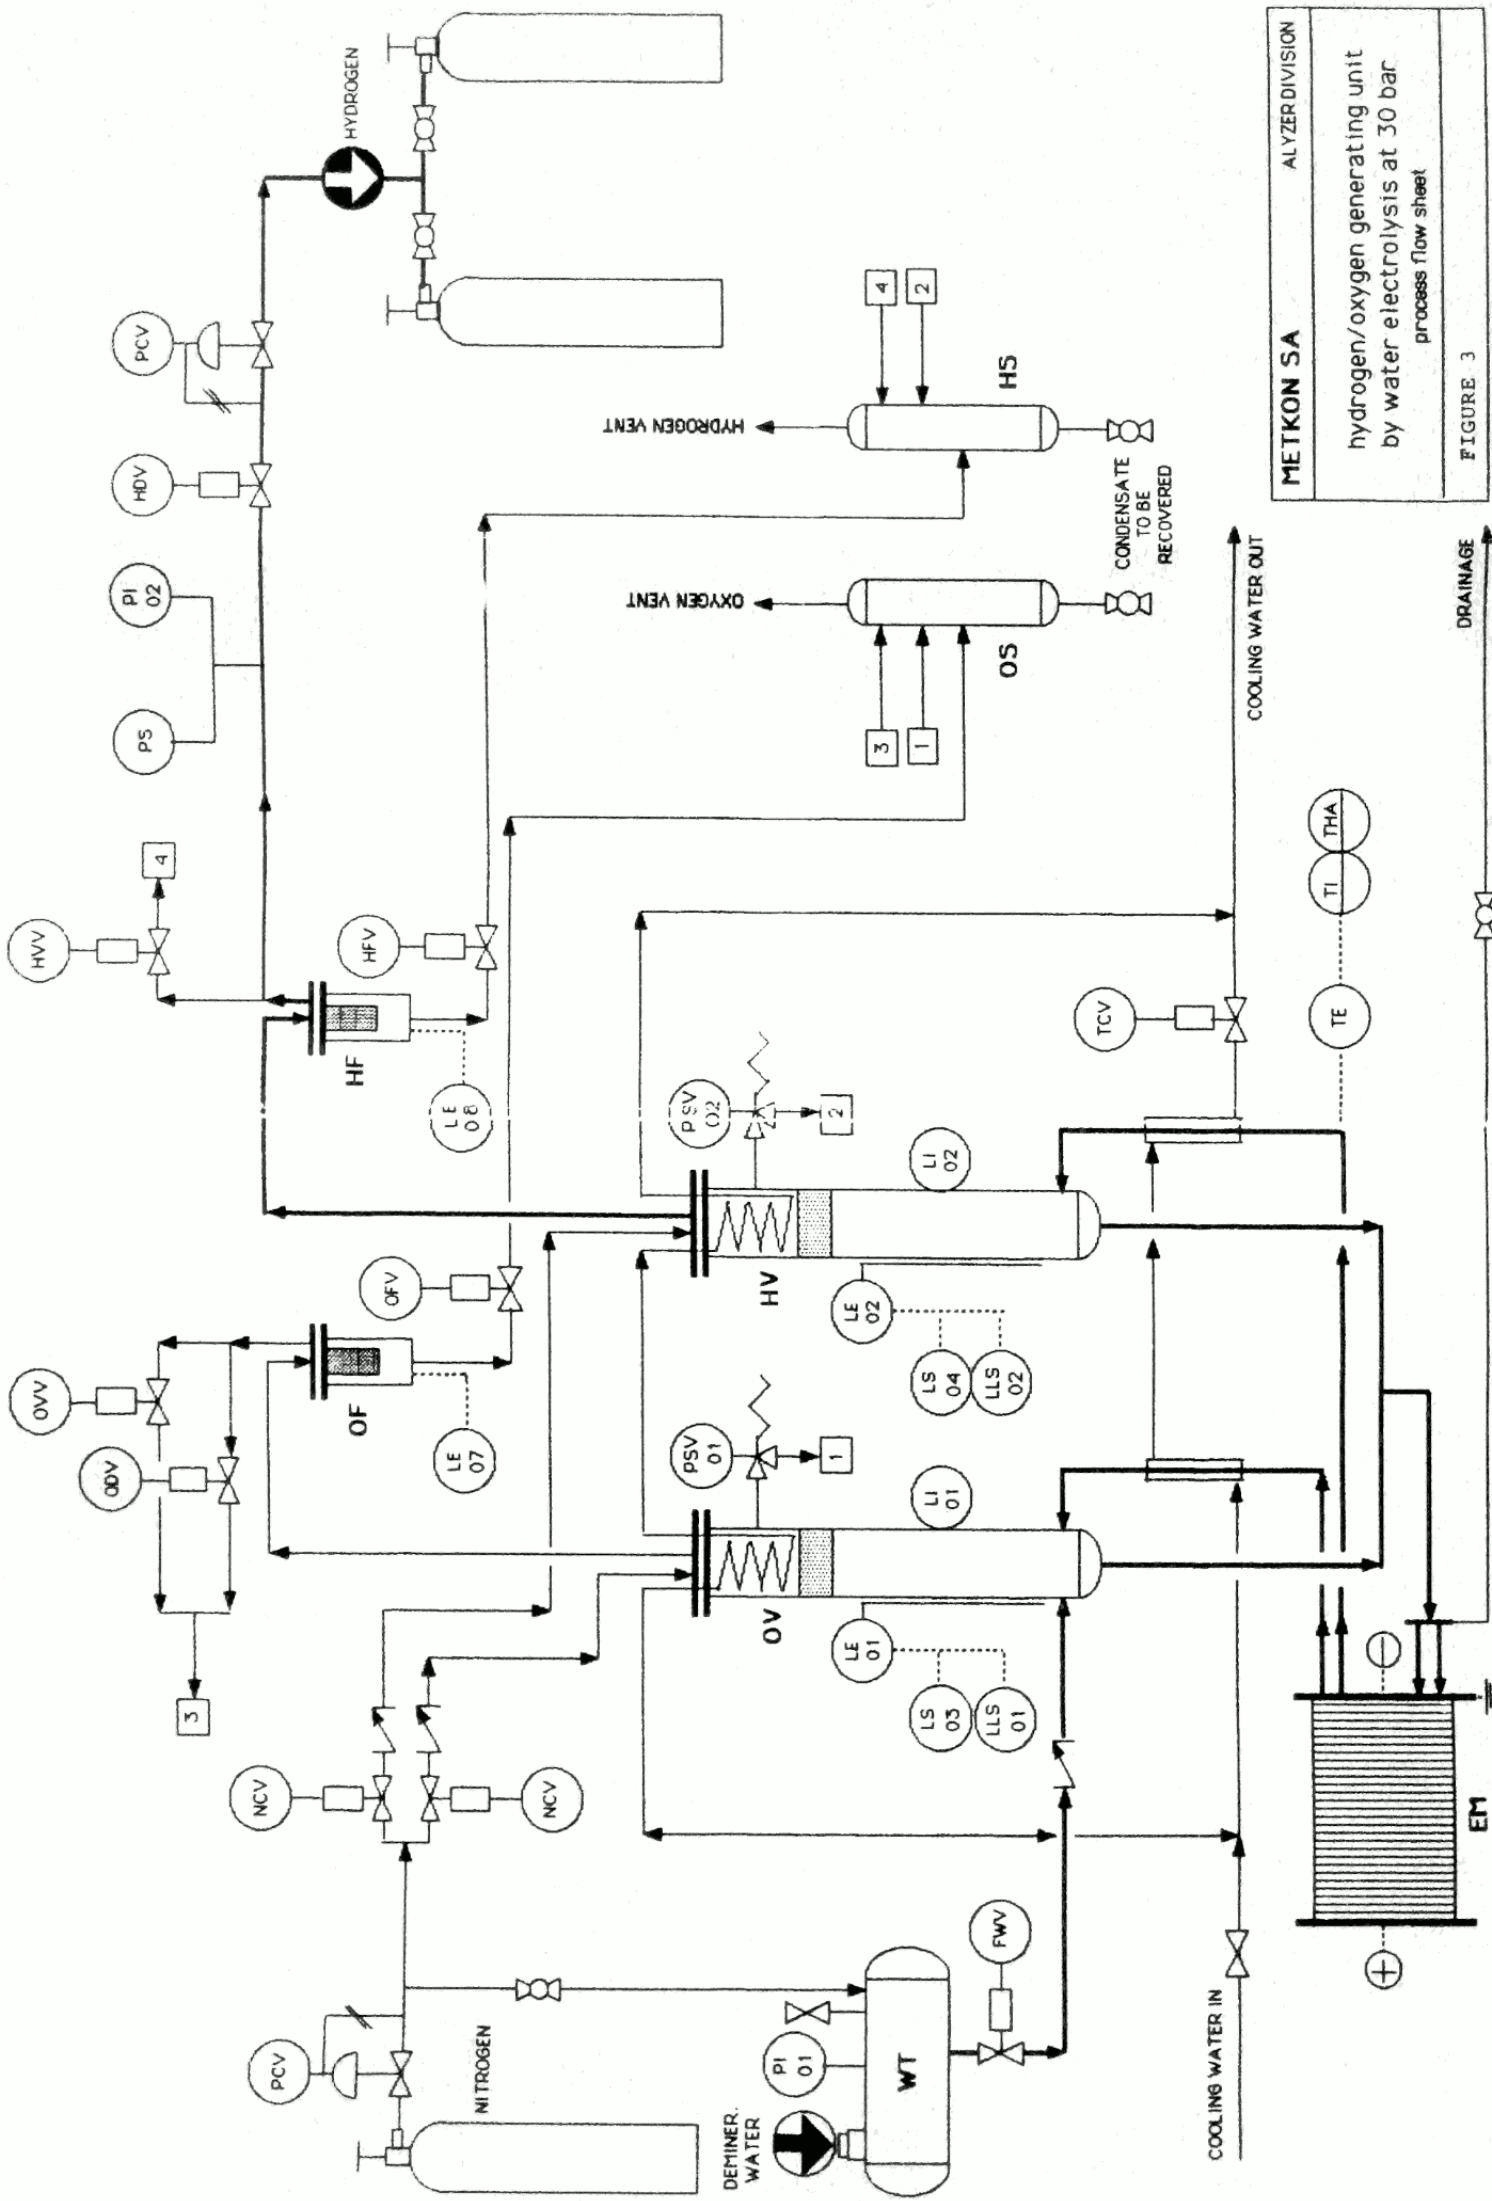 HVV
4
PS
PI
02
HDV
PCV
HYDROGEN
OVV
ODV
3
OF
LE
07
OFV
HF
LE
08
HFV
NCV
NCV
PCV
NITROGEN
DEMINER.
WATER
PI
01
WT
FWV
OV
PSV
01
1
LI
01
LE
01
LS
03
LLS
01
HV
PSV
02
2
LI
02
LE
02
LS
04
LLS
02
OXYGEN VENT
3
1
OS
HYDROGEN VENT
4
2
HS
CONDENSATE
TO BE
RECOVERED
TCV
COOLING WATER OUT
COOLING WATER IN
TE
TI
THA
EM
+
−
DRAINAGE
METKON SA ALYZER DIVISION
hydrogen/oxygen generating unit
by water electrolysis at 30 bar
process flow sheet
FIGURE 3